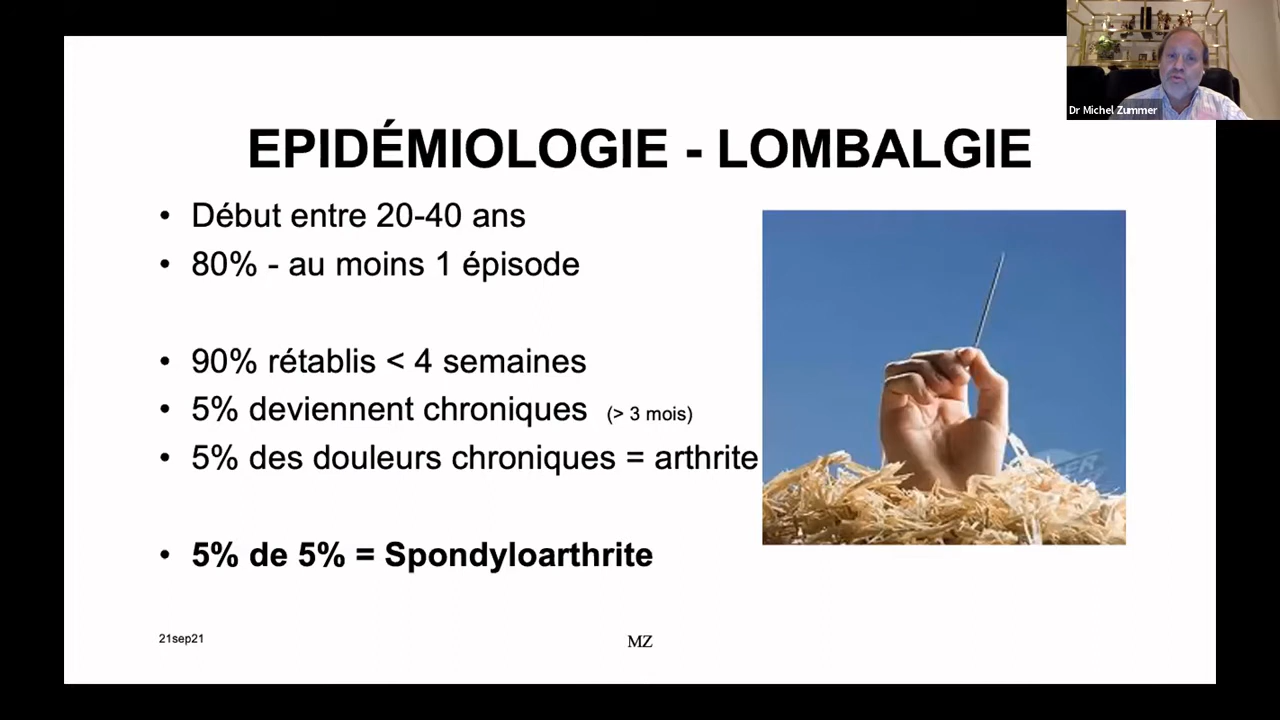 Dr Michel Zummer
EPIDÉMIOLOGIE - LOMBALGIE
• Début entre 20-40 ans
• 80% - au moins 1 épisode
• 90% rétablis < 4 semaines
• 5% deviennent chroniques (> 3 mois)
• 5% des douleurs chroniques = arthrite
• 5% de 5% = Spondyloarthrite
21sep21
MZ